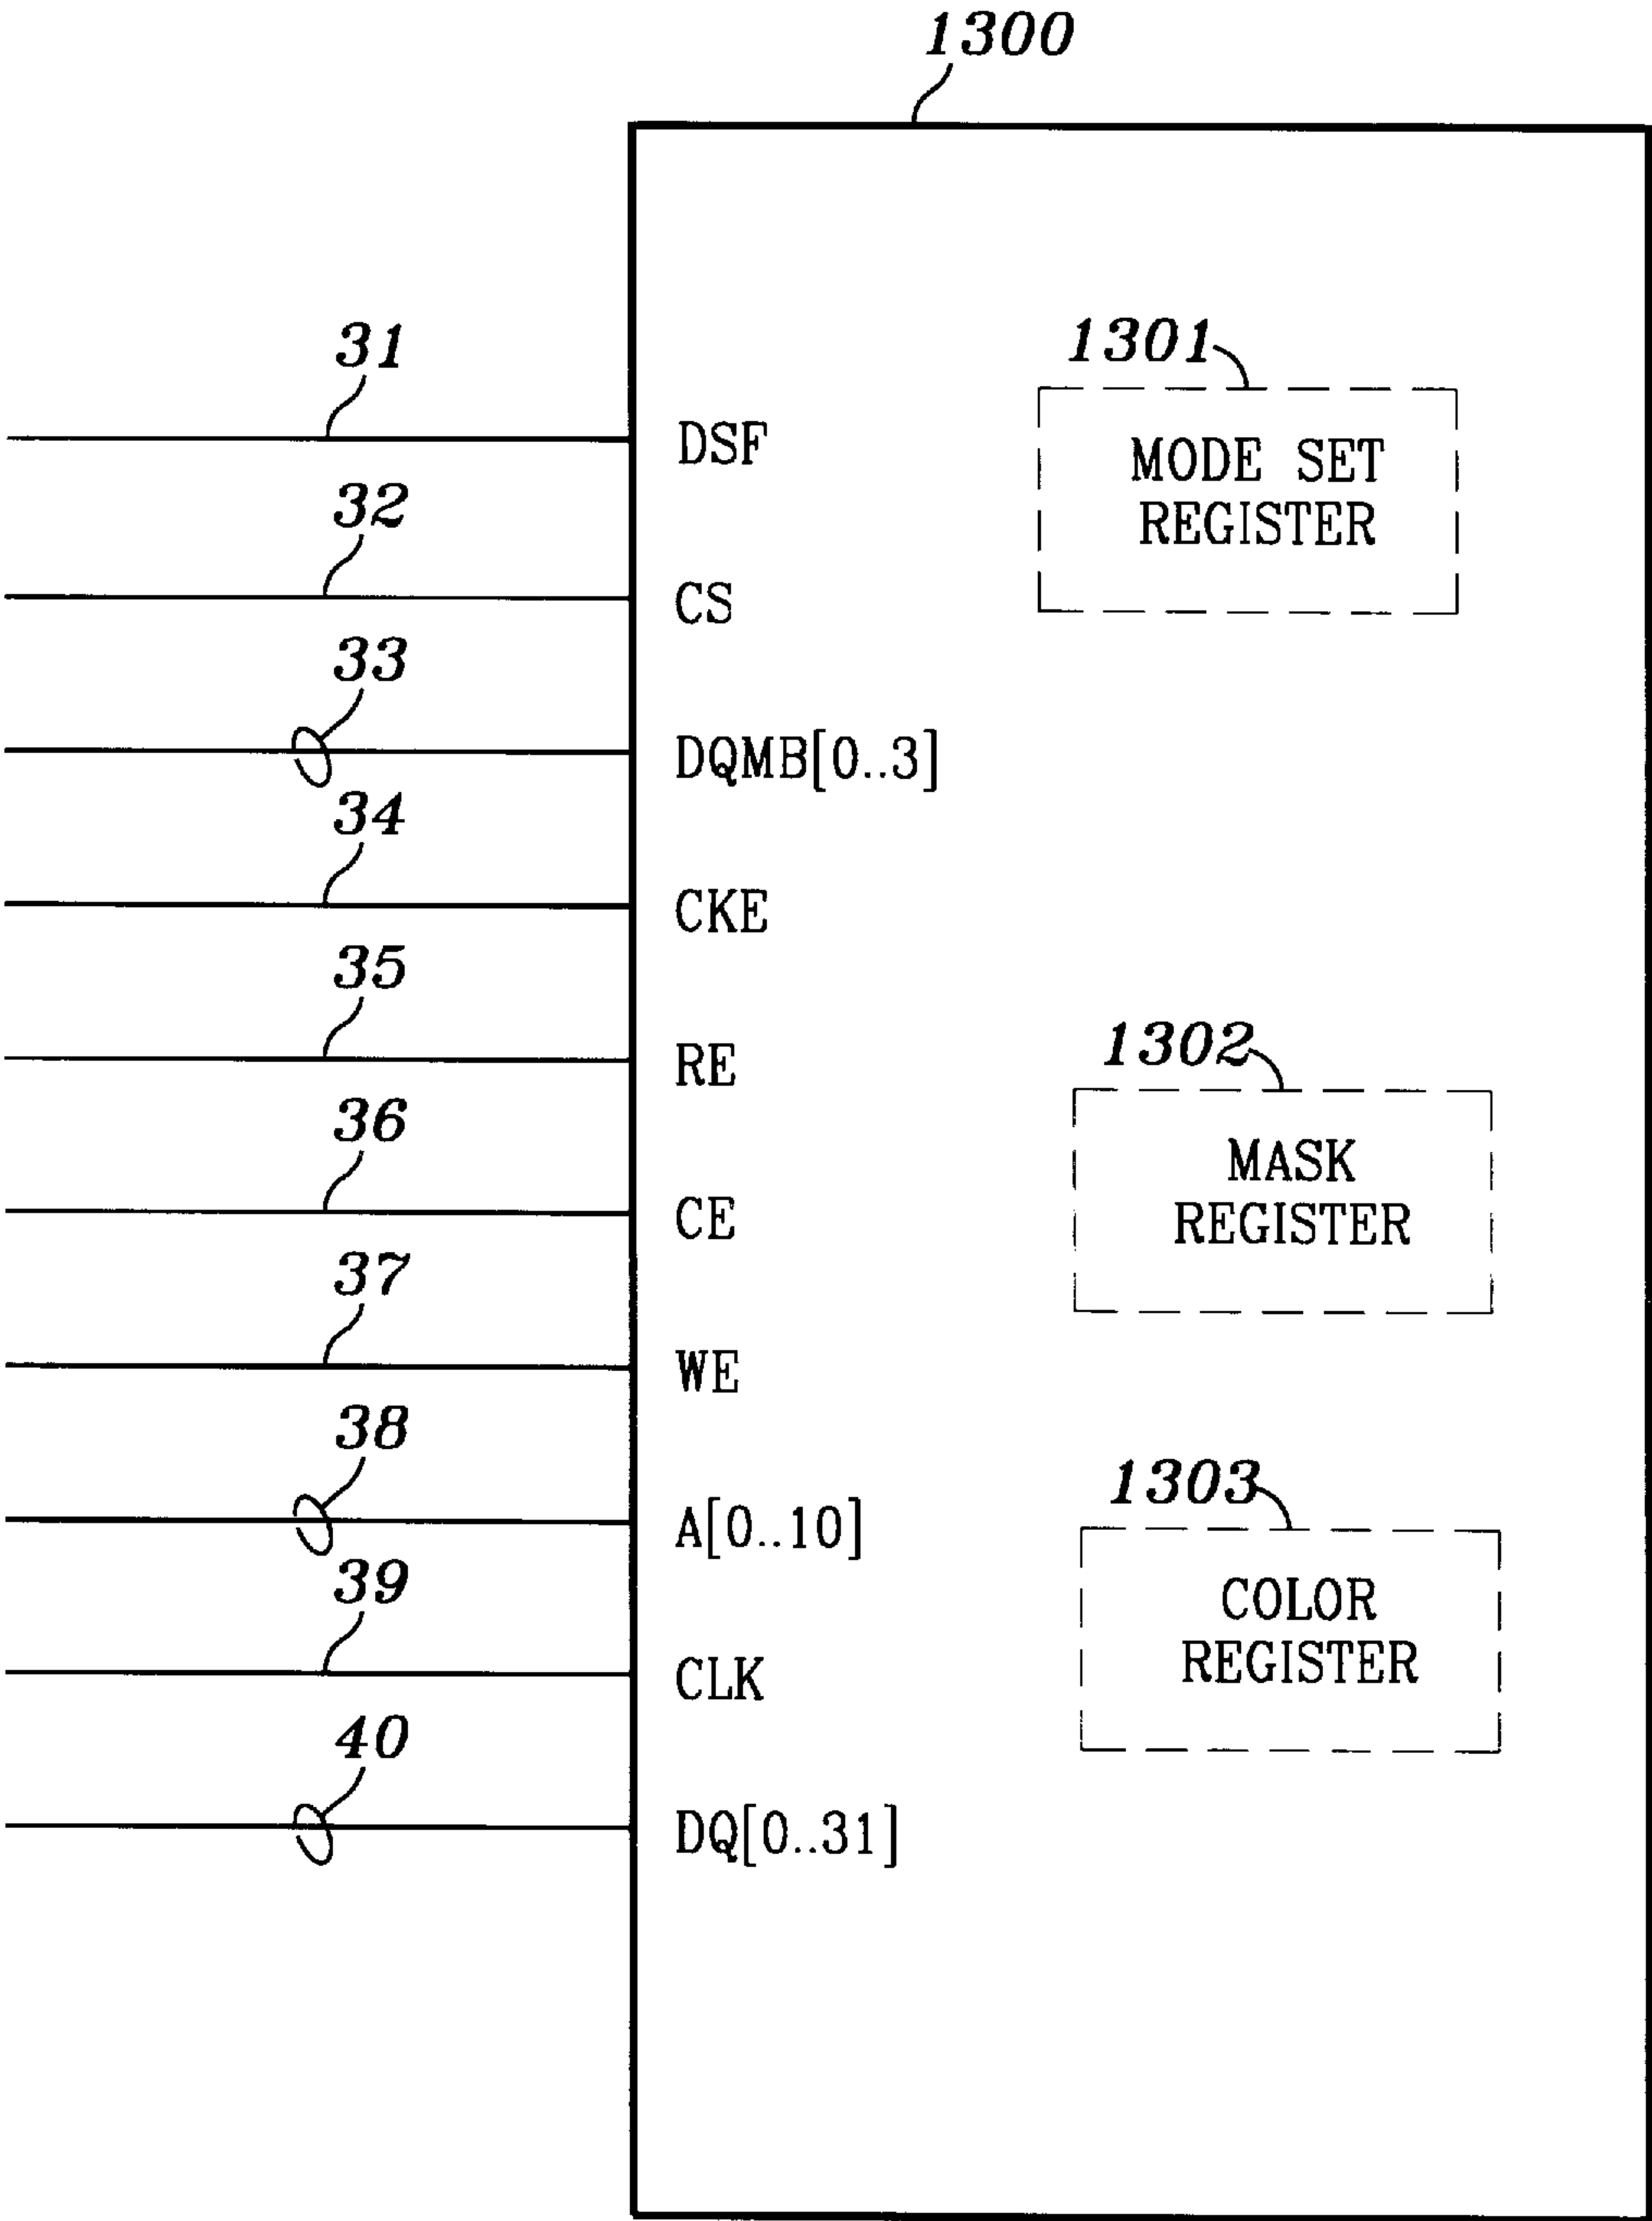 1300
31
DSF
1301
MODE SET
REGISTER
32
CS
33
DQMB[0..3]
34
CKE
35
RE
1302
MASK
REGISTER
36
CE
37
WE
38
A[0..10]
1303
COLOR
REGISTER
39
CLK
40
DQ[0..31]